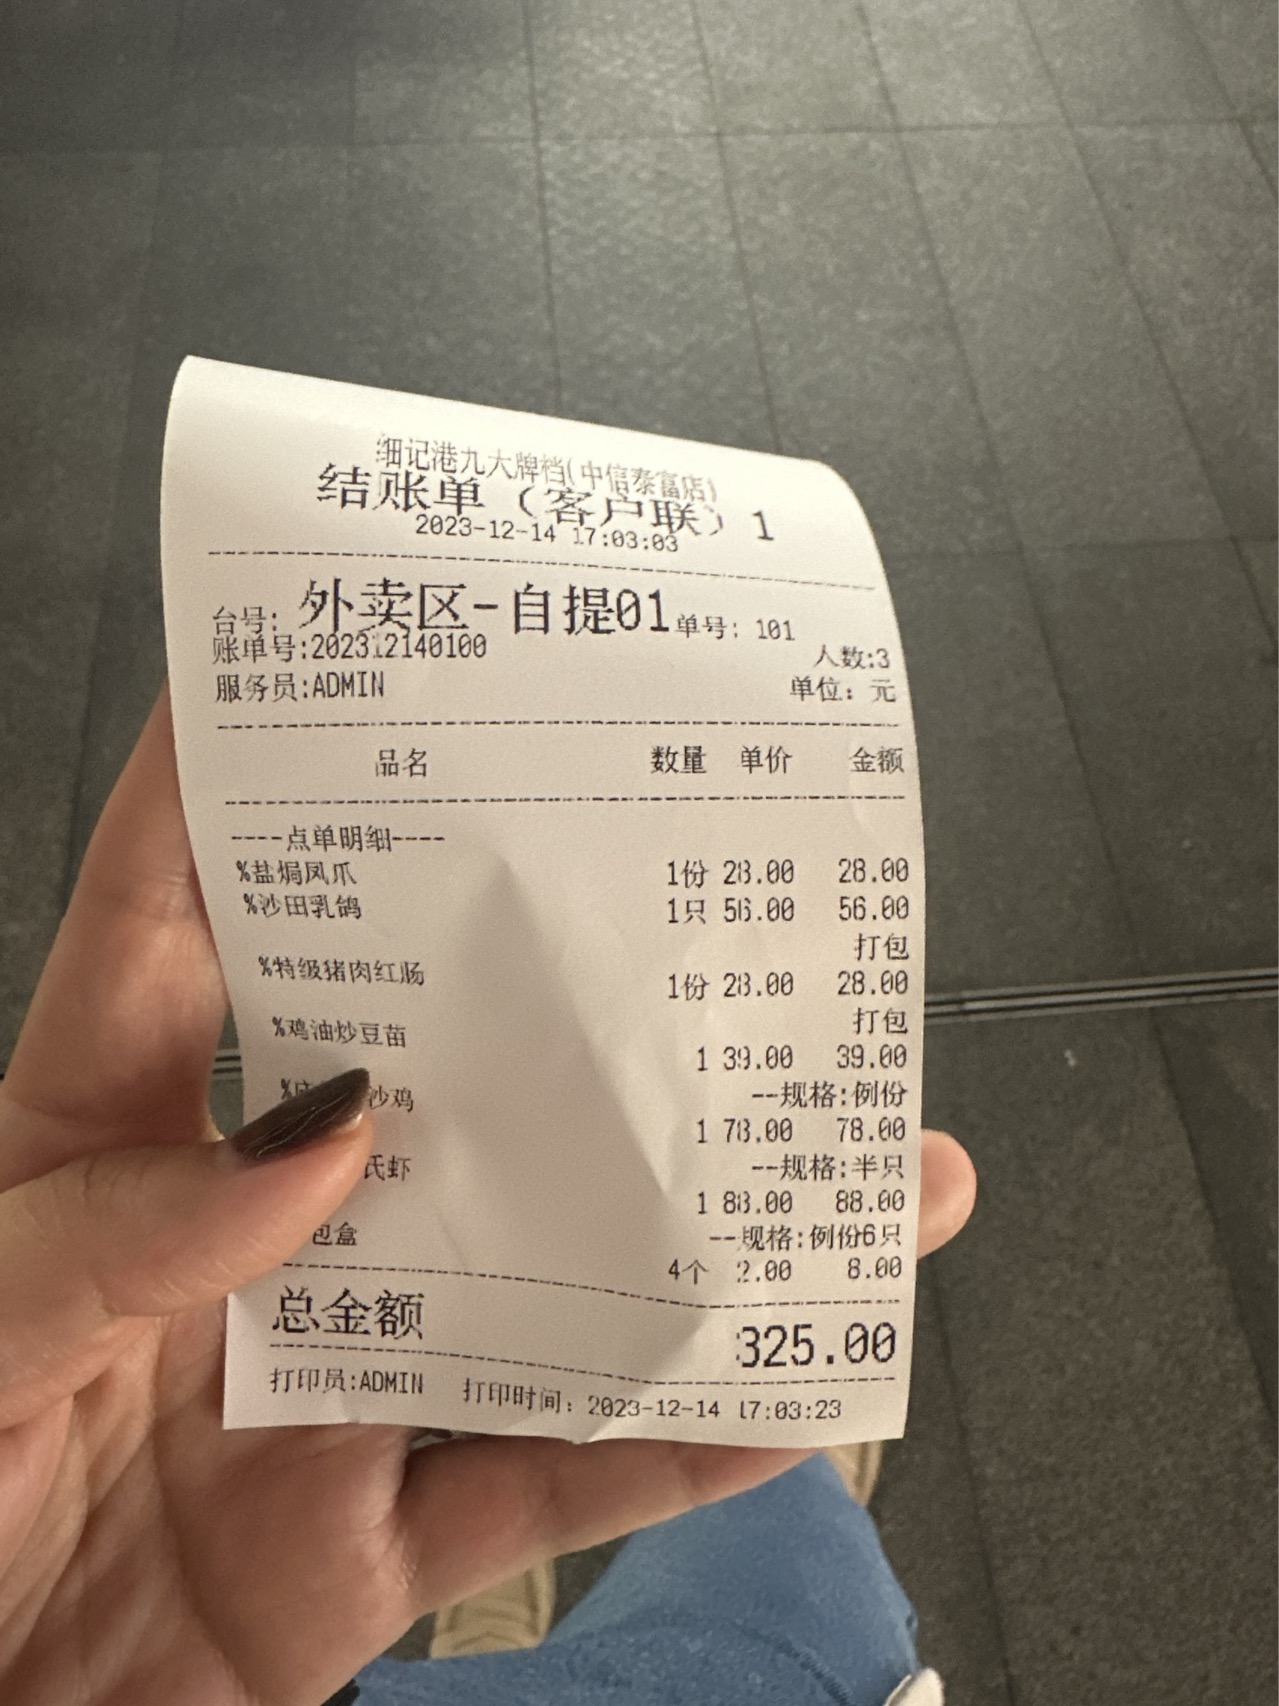 细记港九大牌档(中信泰富店)
结账单（客户联）1
2023-12-14 17:03:03
台号: 外卖区-自提01 单号: 101
账单号:202312140100 人数:3
服务员:ADMIN 单位: 元
品名 数量 单价 金额
----点单明细----
%盐焗凤爪 1份 28.00 28.00
%沙田乳鸽 1只 56.00 56.00
打包
%特级猪肉红肠 1份 28.00 28.00
打包
%鸡油炒豆苗 1 39.00 39.00
--规格:例份
沙鸡 1 78.00 78.00
--规格:半只
氏虾 1 88.00 88.00
--规格:例份6只
包盒 4个 2.00 8.00
总金额 325.00
打印员:ADMIN 打印时间: 2023-12-14 17:03:23